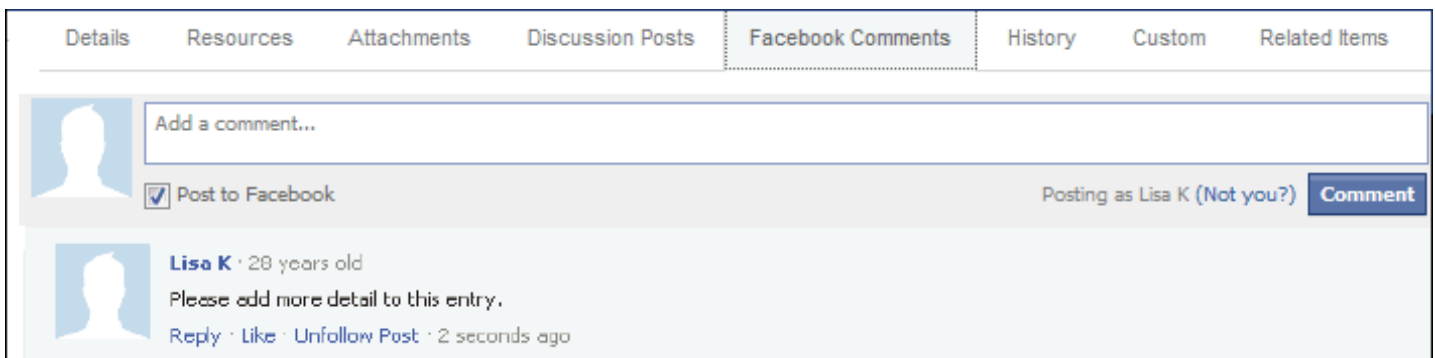 Details Resources Attachments Discussion Posts Facebook Comments History Custom Related Items
Add a comment...
Post to Facebook Posting as Lisa K (Not you?) Comment
Lisa K · 28 years old
Please add more detail to this entry.
Reply · Like · Unfollow Post · 2 seconds ago